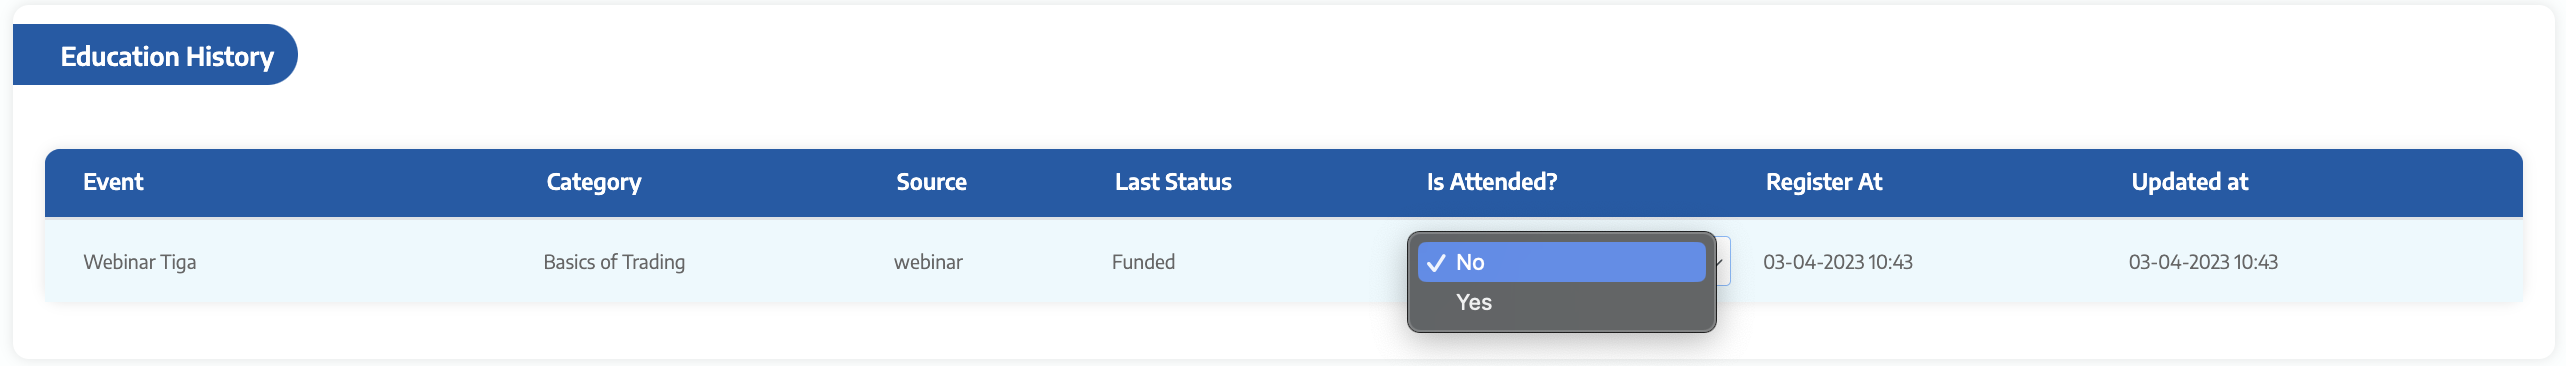 Education History
Event Category Source Last Status Is Attended? Register At Updated at
Webinar Tiga Basics of Trading webinar Funded No 03-04-2023 10:43 03-04-2023 10:43
Yes